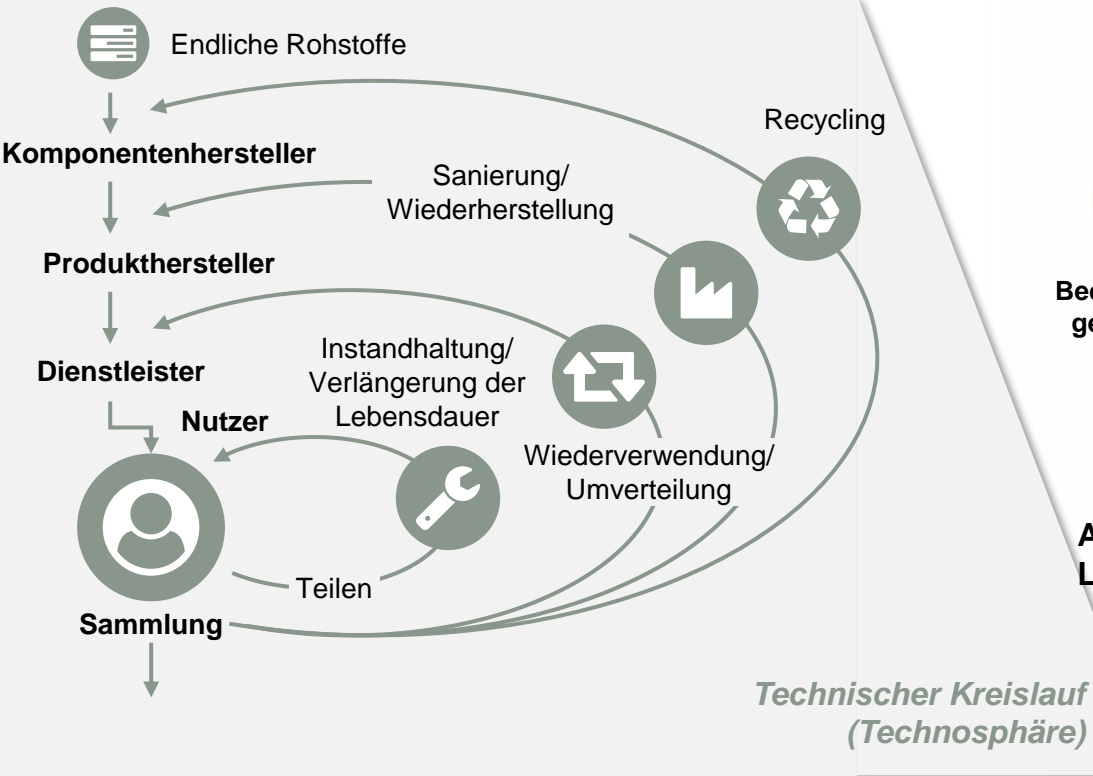 Endliche Rohstoffe
Recycling
Komponentenhersteller
Sanierung/
Wiederherstellung
Produkthersteller
Instandhaltung/
Verlängerung der
Lebensdauer
Dienstleister
Nutzer
Wiederverwendung/
Umverteilung
Teilen
Sammlung
Technischer Kreislauf
(Technosphäre)